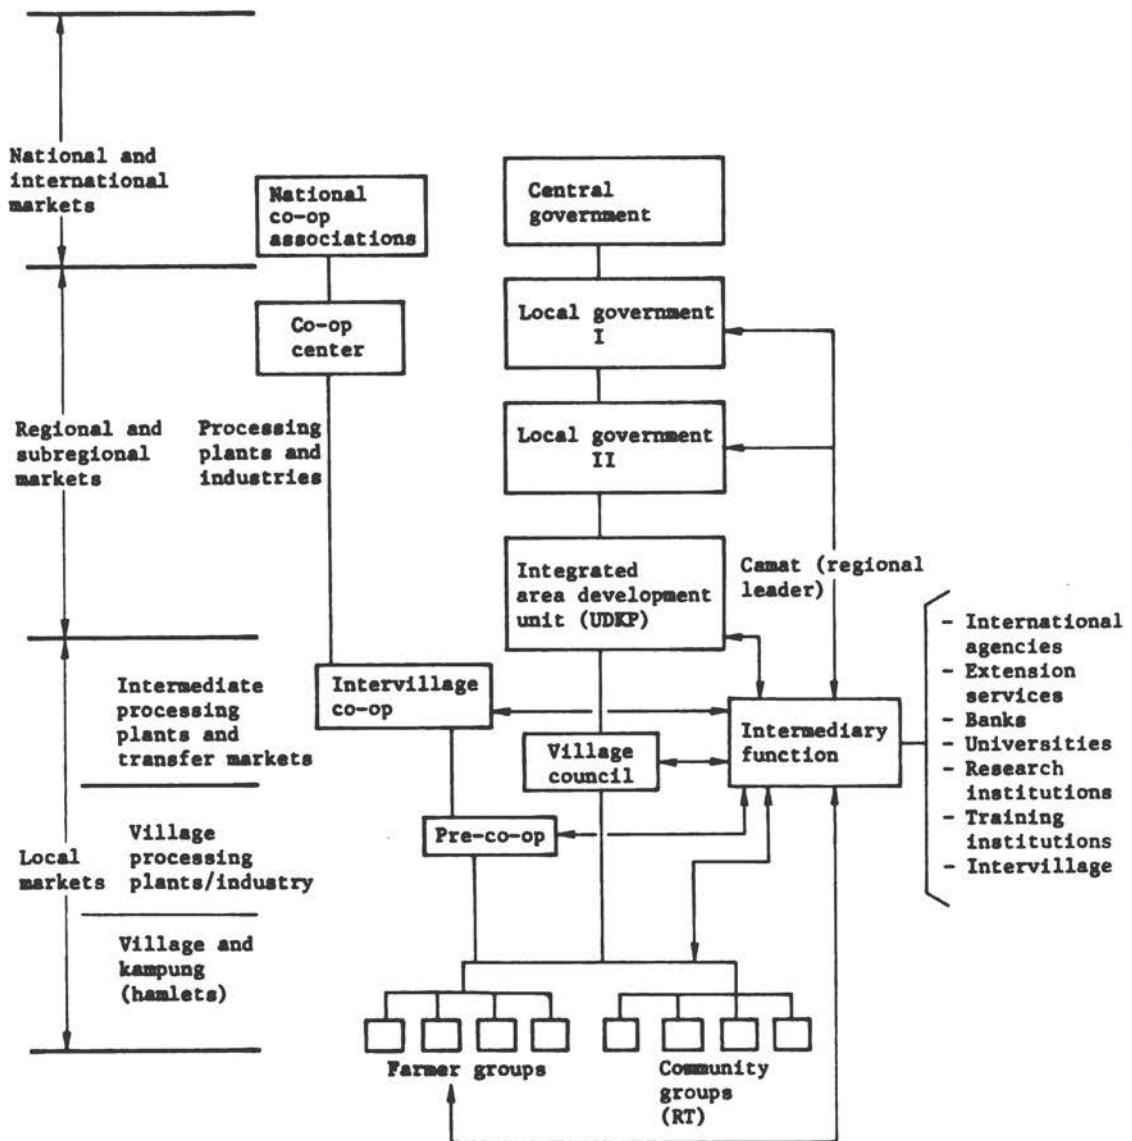 National and
international
markets
National
co-op
associations
Central
government
Co-op
center
Local government
I
Regional and
subregional
markets
Processing
plants and
industries
Local government
II
Integrated
area development
unit (UDKP)
Camat (regional
leader)
- International
agencies
- Extension
services
- Banks
- Universities
- Research
institutions
- Training
institutions
- Intervillage
Intermediate
processing
plants and
transfer markets
Intervillage
co-op
Village
council
Intermediary
function
Local
markets
Village
processing
plants/industry
Pre-co-op
Village and
kampung
(hamlets)
Farmer groups
Community
groups
(RT)